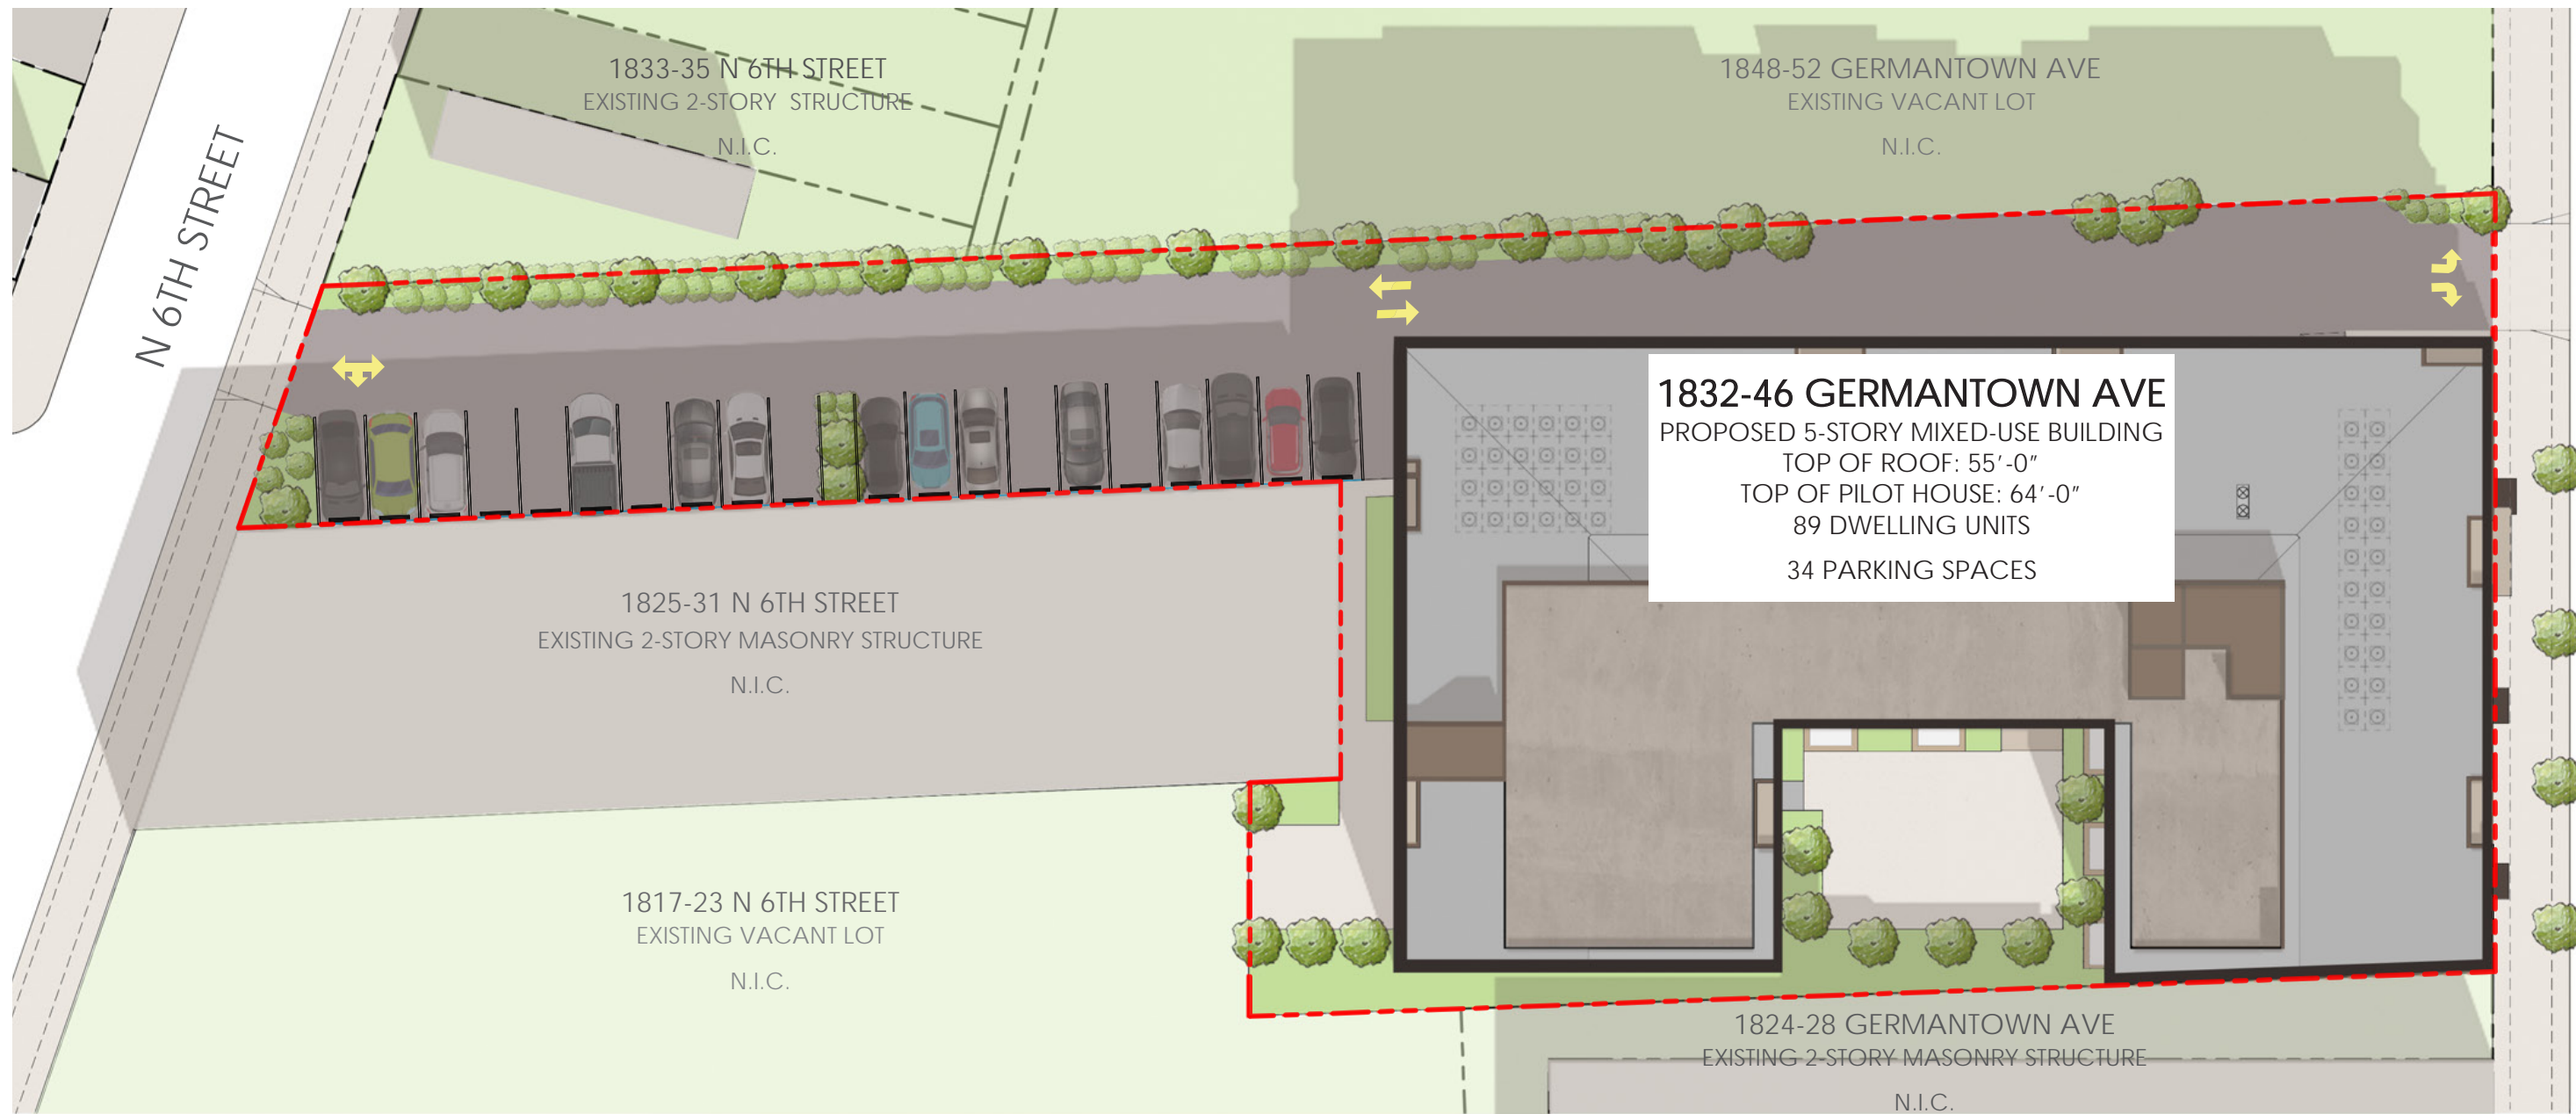 1833-35 N 6TH STREET
EXISTING 2-STORY STRUCTURE
N.I.C.
1848-52 GERMANTOWN AVE
EXISTING VACANT LOT
N.I.C.
N 6TH STREET
1832-46 GERMANTOWN AVE
PROPOSED 5-STORY MIXED-USE BUILDING
TOP OF ROOF: 55'-0"
TOP OF PILOT HOUSE: 64'-0"
89 DWELLING UNITS
34 PARKING SPACES
1825-31 N 6TH STREET
EXISTING 2-STORY MASONRY STRUCTURE
N.I.C.
1817-23 N 6TH STREET
EXISTING VACANT LOT
N.I.C.
1824-28 GERMANTOWN AVE
EXISTING 2-STORY MASONRY STRUCTURE
N.I.C.